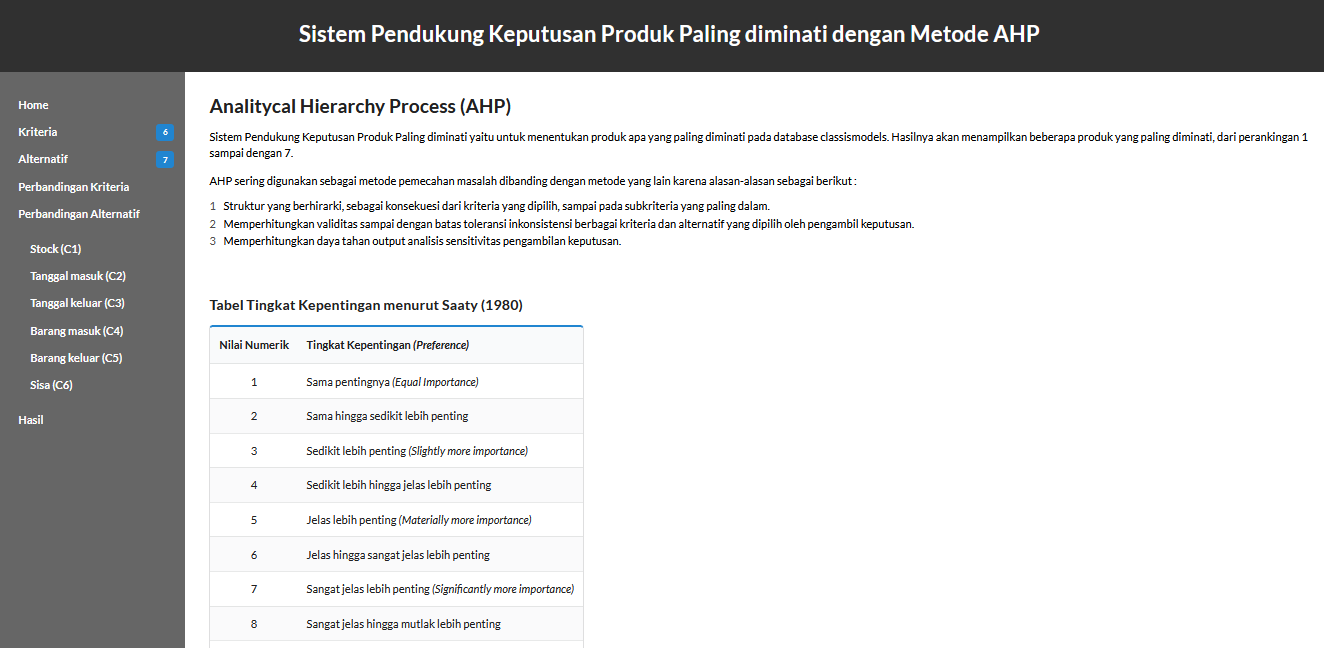 Sistem Pendukung Keputusan Produk Paling diminati dengan Metode AHP
Home
Kriteria 6
Alternatif 7
Perbandingan Kriteria
Perbandingan Alternatif
Stock (C1)
Tanggal masuk (C2)
Tanggal keluar (C3)
Barang masuk (C4)
Barang keluar (C5)
Sisa (C6)
Hasil
Analitycal Hierarchy Process (AHP)
Sistem Pendukung Keputusan Produk Paling diminati yaitu untuk menentukan produk apa yang paling diminati pada database classismodels. Hasilnya akan menampilkan beberapa produk yang paling diminati, dari perankingan 1
sampai dengan 7.
AHP sering digunakan sebagai metode pemecahan masalah dibanding dengan metode yang lain karena alasan-alasan sebagai berikut :
1 Struktur yang berhirarki, sebagai konsekuesi dari kriteria yang dipilih, sampai pada subkriteria yang paling dalam.
2 Memperhitungkan validitas sampai dengan batas toleransi inkonsistensi berbagai kriteria dan alternatif yang dipilih oleh pengambil keputusan.
3 Memperhitungkan daya tahan output analisis sensitivitas pengambilan keputusan.
Tabel Tingkat Kepentingan menurut Saaty (1980)
Nilai Numerik Tingkat Kepentingan (Preference)
1 Sama pentingnya (Equal Importance)
2 Sama hingga sedikit lebih penting
3 Sedikit lebih penting (Slightly more importance)
4 Sedikit lebih hingga jelas lebih penting
5 Jelas lebih penting (Materially more importance)
6 Jelas hingga sangat jelas lebih penting
7 Sangat jelas lebih penting (Significantly more importance)
8 Sangat jelas hingga mutlak lebih penting